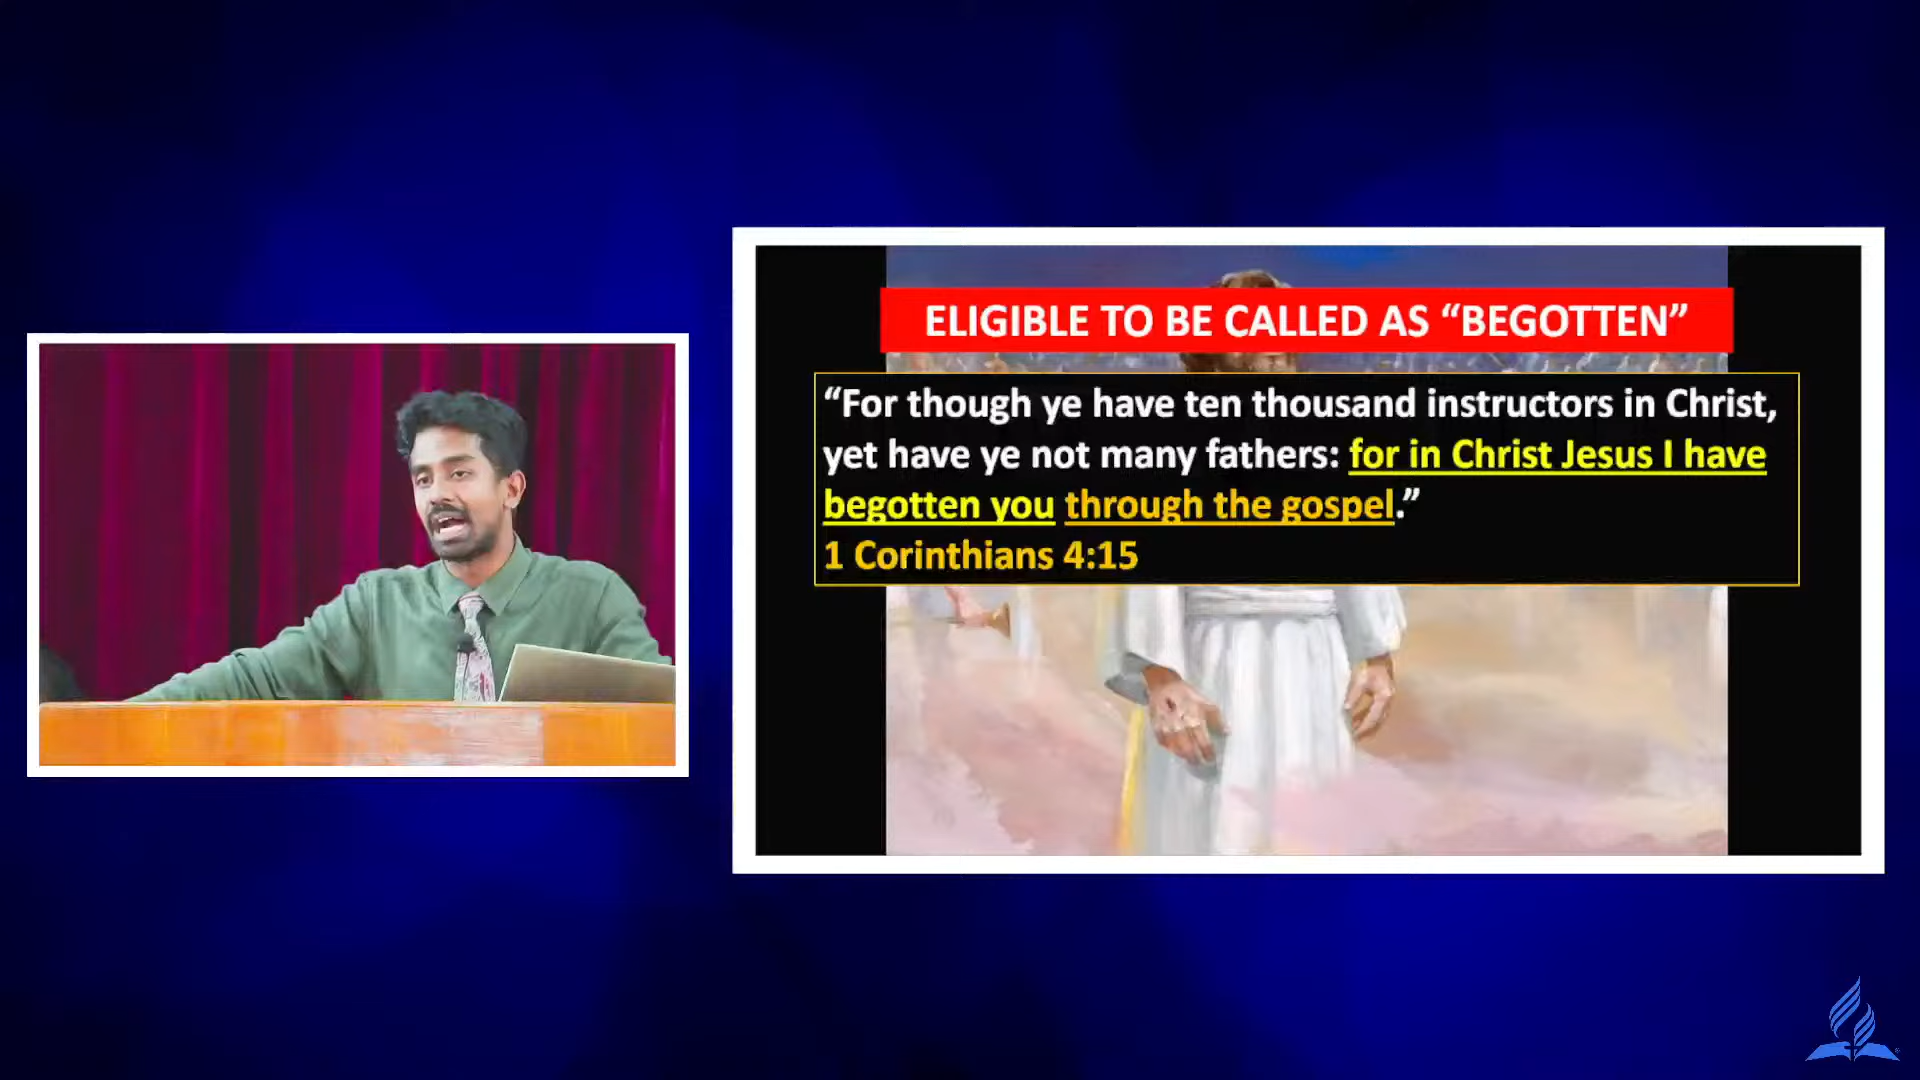 ELIGIBLE TO BE CALLED AS “BEGOTTEN”
“For though ye have ten thousand instructors in Christ,
yet have ye not many fathers: for in Christ Jesus I have
begotten you through the gospel.”
1 Corinthians 4:15